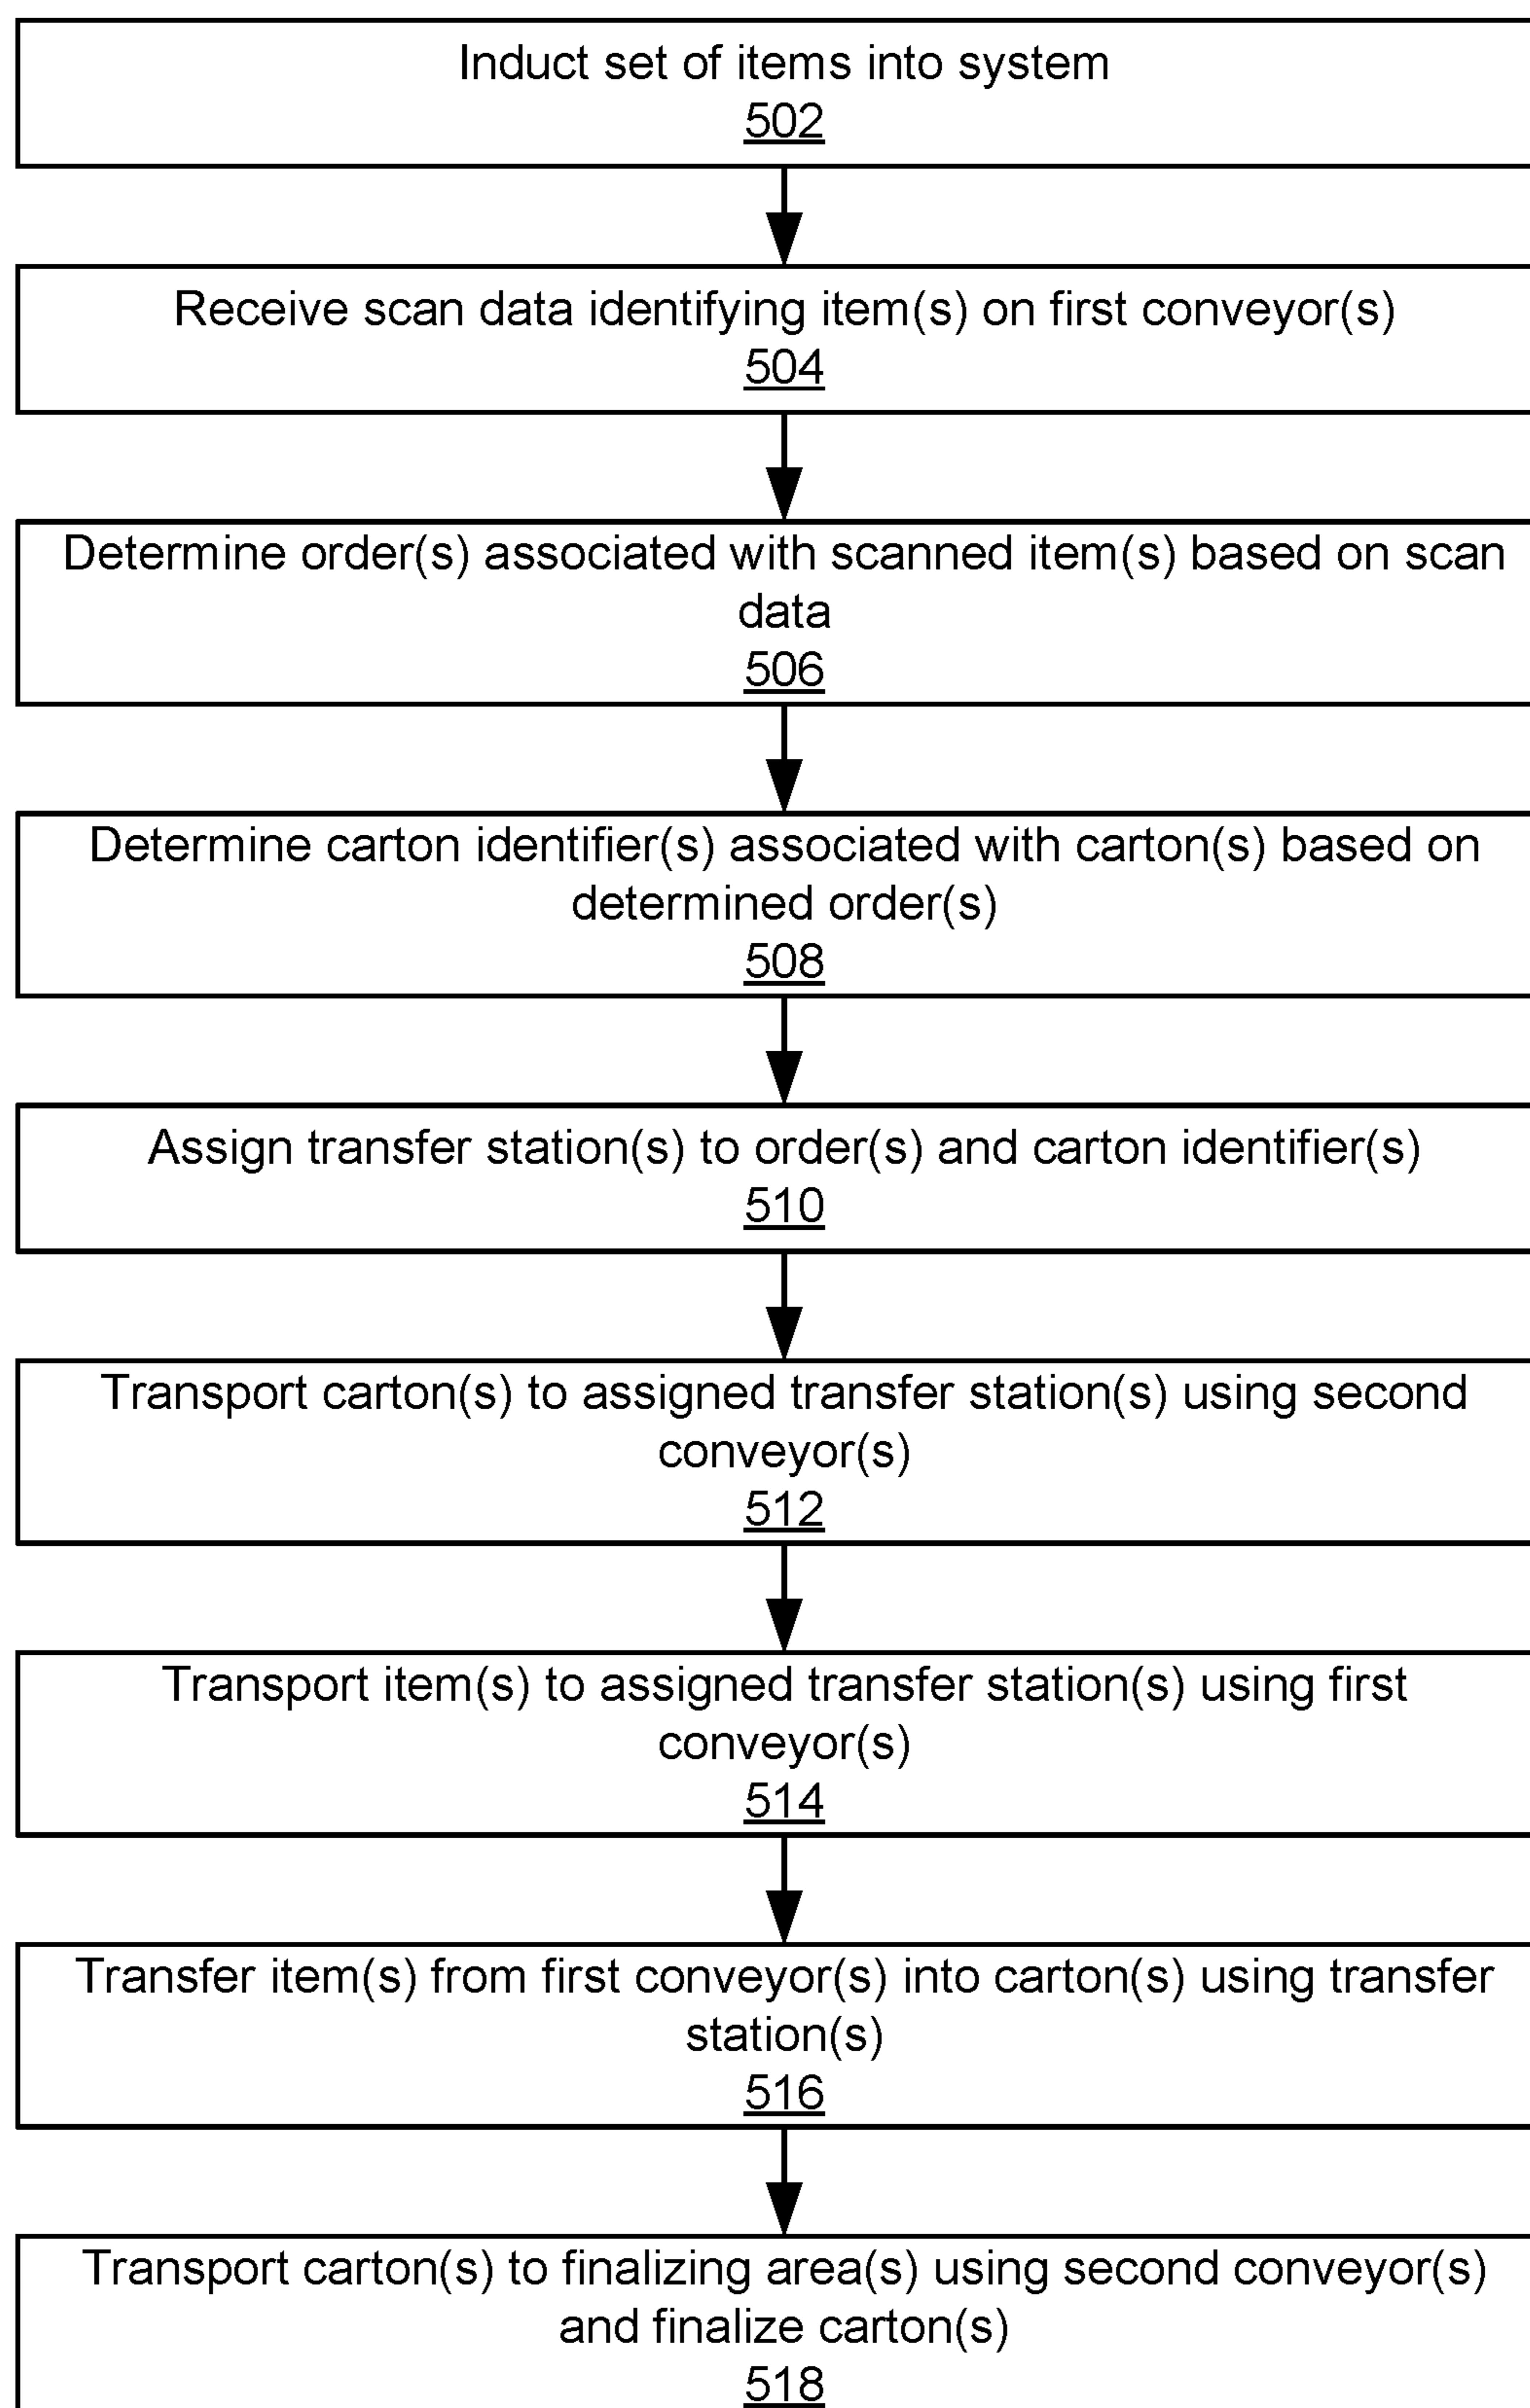 Induct set of items into system
502
Receive scan data identifying item(s) on first conveyor(s)
504
Determine order(s) associated with scanned item(s) based on scan
data
506
Determine carton identifier(s) associated with carton(s) based on
determined order(s)
508
Assign transfer station(s) to order(s) and carton identifier(s)
510
Transport carton(s) to assigned transfer station(s) using second
conveyor(s)
512
Transport item(s) to assigned transfer station(s) using first
conveyor(s)
514
Transfer item(s) from first conveyor(s) into carton(s) using transfer
station(s)
516
Transport carton(s) to finalizing area(s) using second conveyor(s)
and finalize carton(s)
518